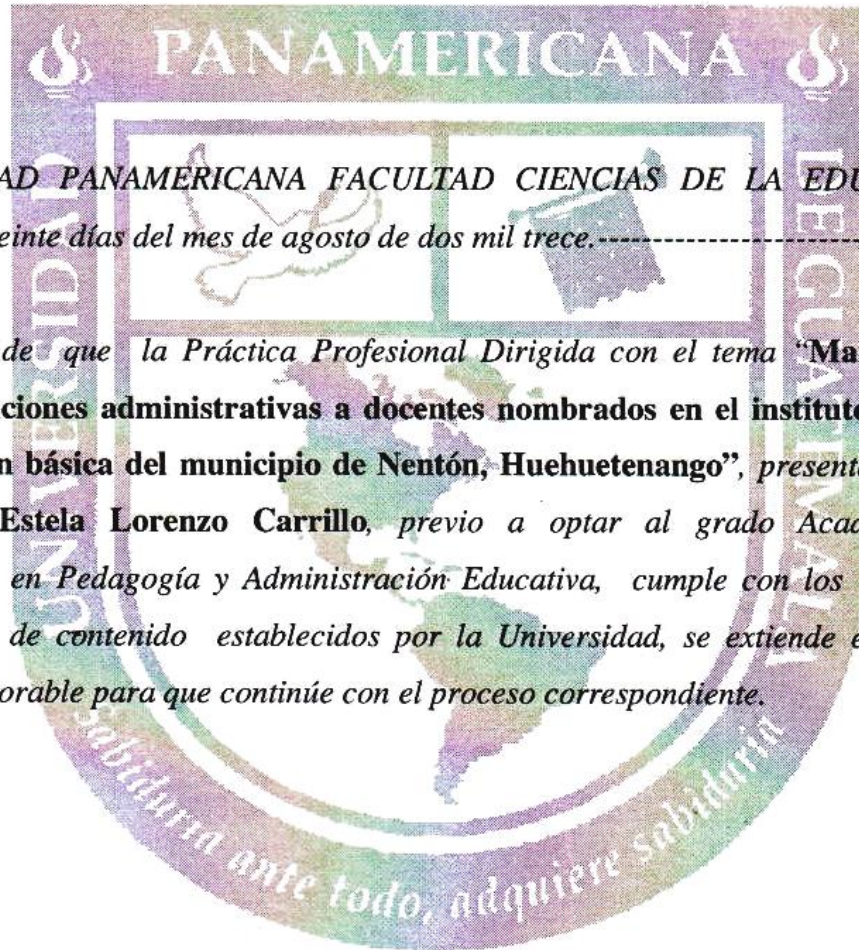 PANAMERICANA
UNIVERSIDAD
DE GUATEMALA
AD PANAMERICANA FACULTAD CIENCIAS DE LA EDU
einte días del mes de agosto de dos mil trece.-----------------------
de que la Práctica Profesional Dirigida con el tema “Ma
ciones administrativas a docentes nombrados en el instituto
n básica del municipio de Nentón, Huehuetenango”, present
Estela Lorenzo Carrillo, previo a optar al grado Acad
en Pedagogía y Administración Educativa, cumple con los
de contenido establecidos por la Universidad, se extiende e
orable para que continúe con el proceso correspondiente.
Sabiduría ante todo, adquiere sabiduría